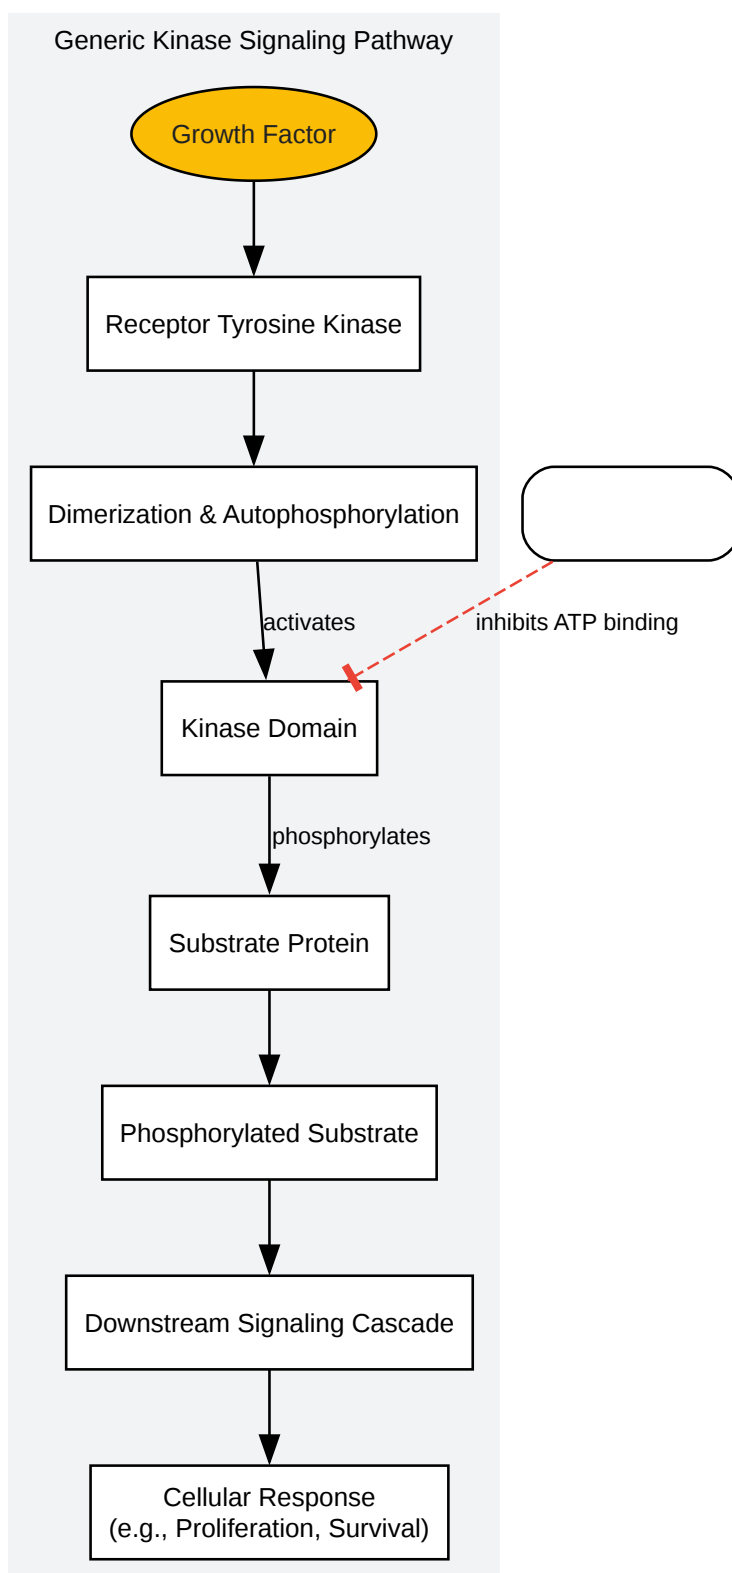 Generic Kinase Signaling Pathway
Growth Factor
Receptor Tyrosine Kinase
Dimerization & Autophosphorylation
activates
inhibits ATP binding
Kinase Domain
phosphorylates
Substrate Protein
Phosphorylated Substrate
Downstream Signaling Cascade
Cellular Response
(e.g., Proliferation, Survival)